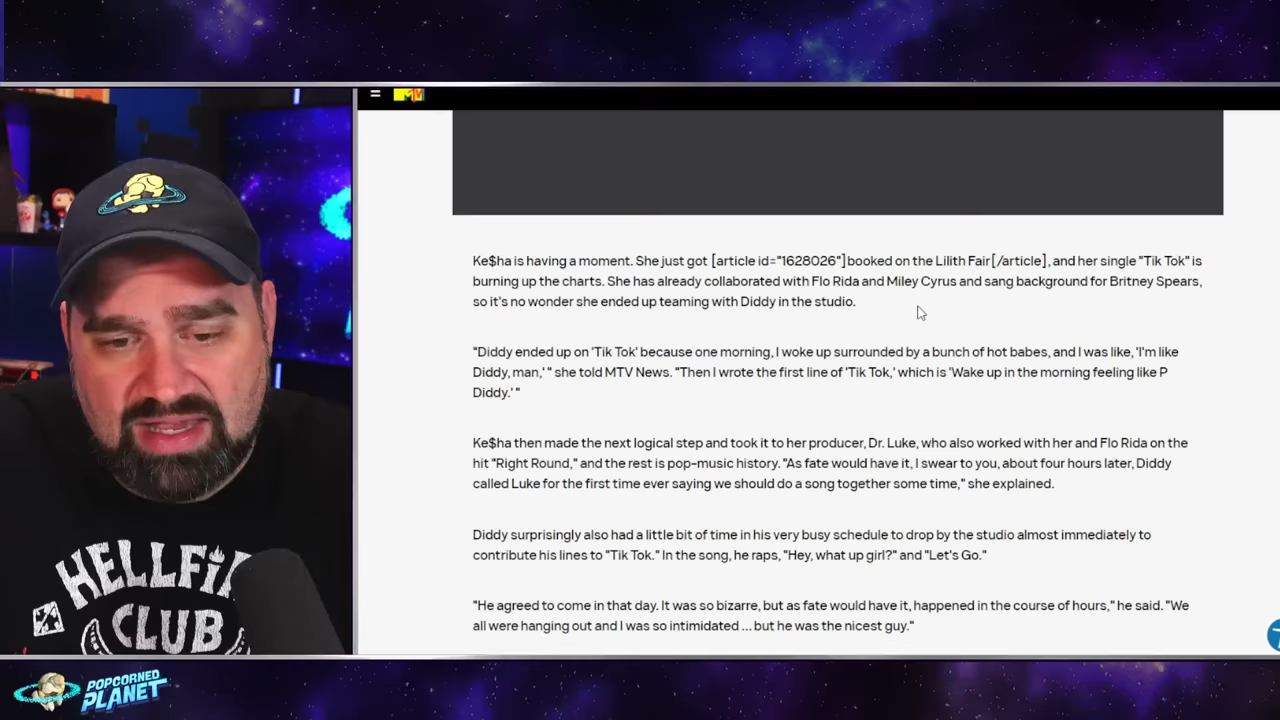 MTV
Ke$ha is having a moment. She just got [article id="1628026"]booked on the Lilith Fair[/article], and her single "Tik Tok" is
burning up the charts. She has already collaborated with Flo Rida and Miley Cyrus and sang background for Britney Spears,
so it's no wonder she ended up teaming with Diddy in the studio.
"Diddy ended up on 'Tik Tok' because one morning, I woke up surrounded by a bunch of hot babes, and I was like, 'I'm like
Diddy, man,' " she told MTV News. "Then I wrote the first line of 'Tik Tok,' which is 'Wake up in the morning feeling like P
Diddy.' "
Ke$ha then made the next logical step and took it to her producer, Dr. Luke, who also worked with her and Flo Rida on the
hit "Right Round," and the rest is pop-music history. "As fate would have it, I swear to you, about four hours later, Diddy
called Luke for the first time ever saying we should do a song together some time," she explained.
Diddy surprisingly also had a little bit of time in his very busy schedule to drop by the studio almost immediately to
contribute his lines to "Tik Tok." In the song, he raps, "Hey, what up girl?" and "Let's Go."
"He agreed to come in that day. It was so bizarre, but as fate would have it, happened in the course of hours," he said. "We
all were hanging out and I was so intimidated ... but he was the nicest guy."
HELLFI
CLUB
POPCORNED
PLANET